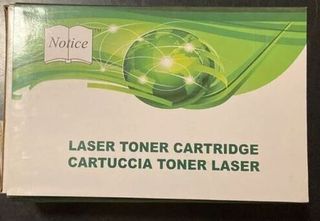 Notice
LASER TONER CARTRIDGE
CARTUCCIA TONER LASER